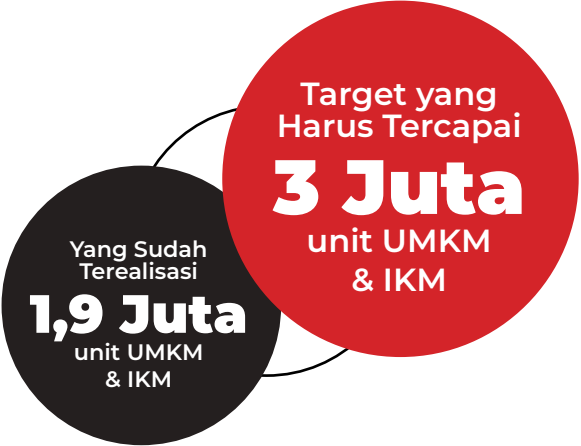 Target yang
Harus Tercapai
3 Juta
unit UMKM
& IKM
Yang Sudah
Terealisasi
1,9 Juta
unit UMKM
& IKM